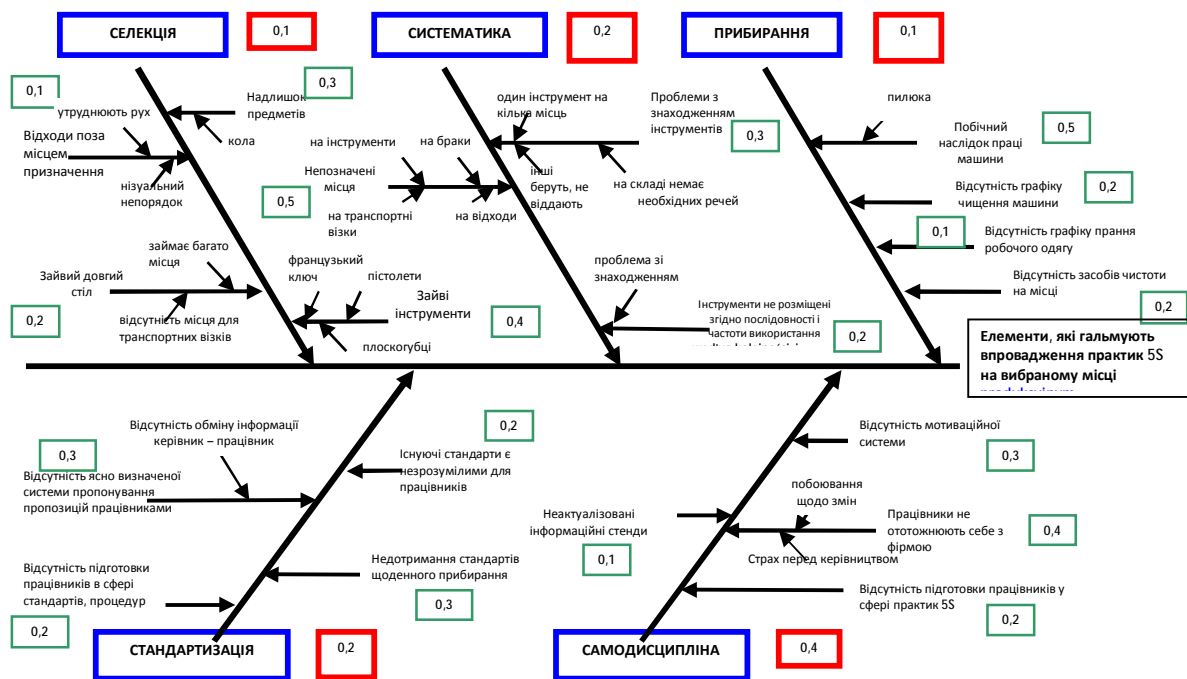 СЕЛЕКЦІЯ
0,1
СИСТЕМАТИКА
0,2
ПРИБИРАННЯ
0,1
0,1
утруднюють рух
Надлишок
предметів
0,3
кола
Відходи поза
місцем
призначення
нізуальний
непорядок
займає багато
місця
Зайвий довгий
стіл
0,2
відсутність місця для
транспортних візків
французький
ключ
пістолети
Зайві
інструменти
плоскогубці
0,4
один інструмент на
кілька місць
Проблеми з
знаходженням
інструментів
0,3
на інструменти
на браки
Непозначені
місця
0,5
на транспортні
візки
на відходи
інші
беруть, не
віддають
на складі немає
необхідних речей
проблема зі
знаходженням
Інструменти не розміщені
згідно послідовності і
частоти використання
0,2
пилюка
Побічний
наслідок праці
машини
0,5
Відсутність графіку
чищення машини
0,2
0,1
Відсутність графіку прання
робочого одягу
Відсутність засобів чистоти
на місці
0,2
Елементи, які гальмують
впровадження практик 5S
на вибраному місці
Відсутність обміну інформації
керівник – працівник
0,3
Відсутність ясно визначеної
системи пропонування
пропозицій працівниками
0,2
Існуючі стандарти є
незрозумілими для
працівників
Відсутність підготовки
працівників в сфері
стандартів, процедур
0,2
Недотримання стандартів
щоденного прибирання
0,3
СТАНДАРТИЗАЦІЯ
0,2
Відсутність мотиваційної
системи
0,3
побоювання
щодо змін
Неактуалізовані
інформаційні стенди
0,1
Працівники не
ототожнюють себе з
фірмою
0,4
Страх перед керівництвом
Відсутність підготовки працівників у
сфері практик 5S
0,2
САМОДИСЦИПЛІНА
0,4